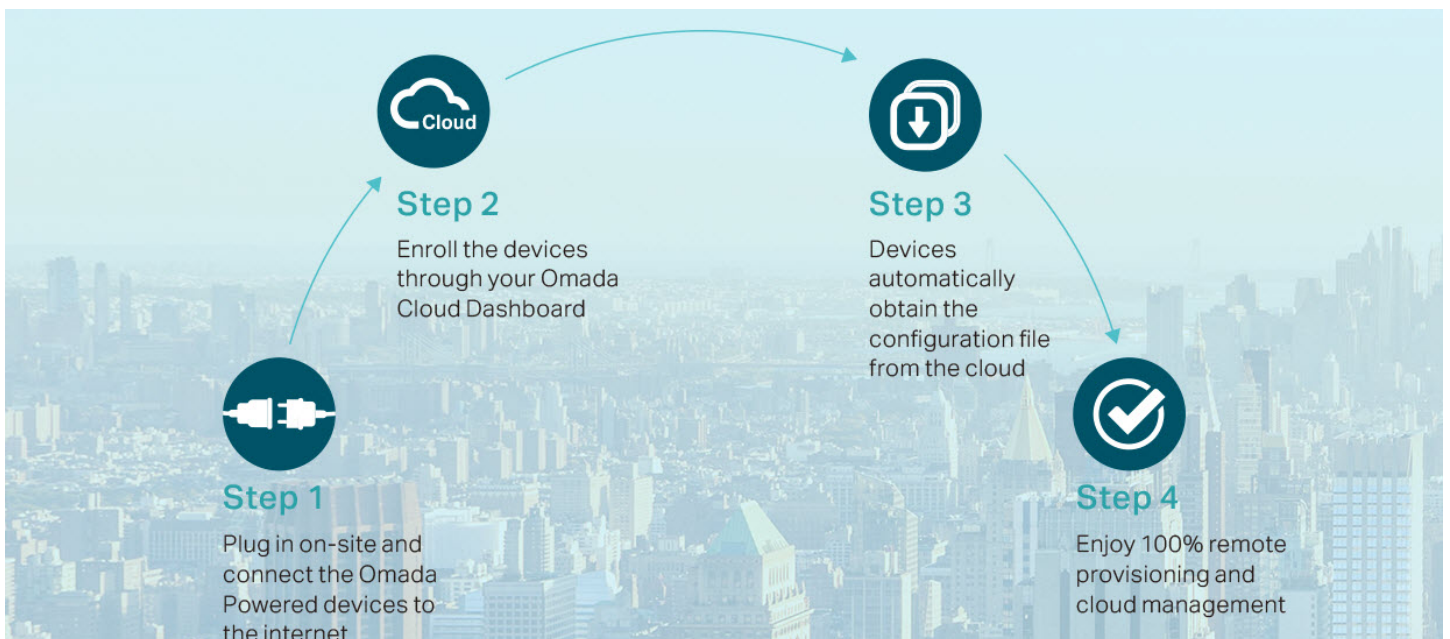 Cloud
Step 1
Plug in on-site and
connect the Omada
Powered devices to
the internet
Step 2
Enroll the devices
through your Omada
Cloud Dashboard
Step 3
Devices
automatically
obtain the
configuration file
from the cloud
Step 4
Enjoy 100% remote
provisioning and
cloud management